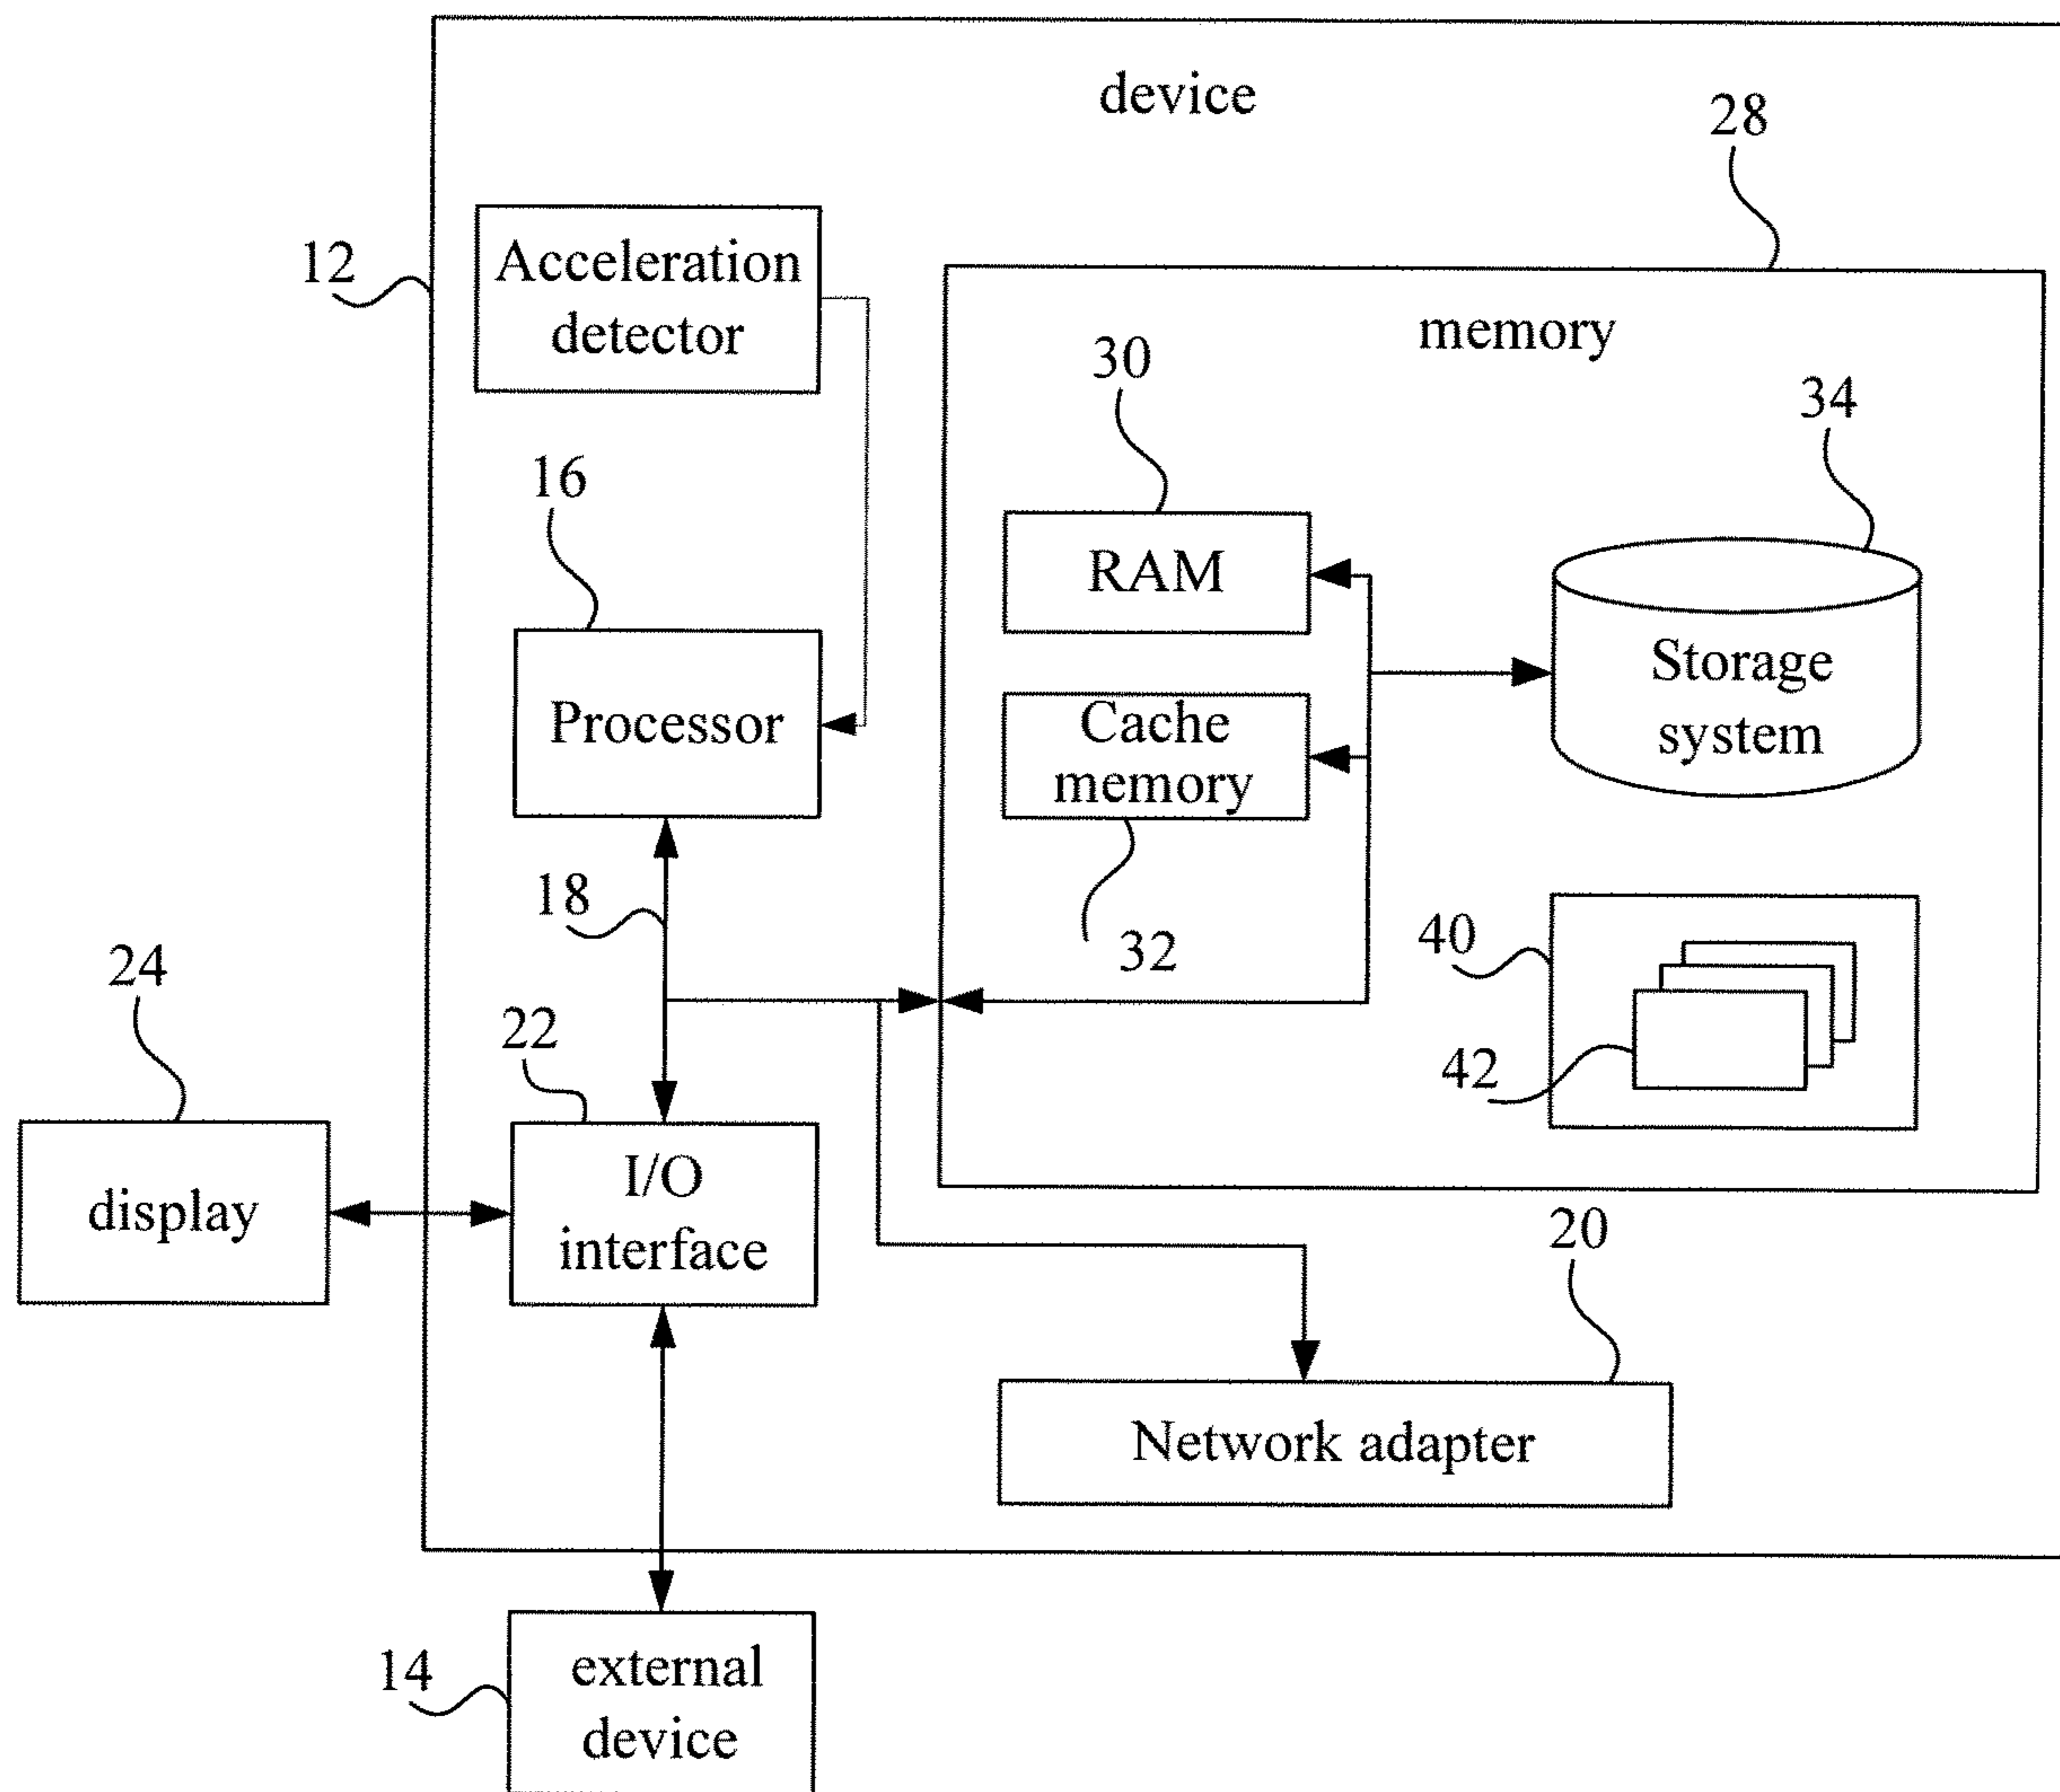 device
28
12
Acceleration
detector
memory
30
34
16
RAM
Storage
system
Processor
Cache
memory
18
32
40
24
22
42
I/O
interface
display
20
Network adapter
14
external
device